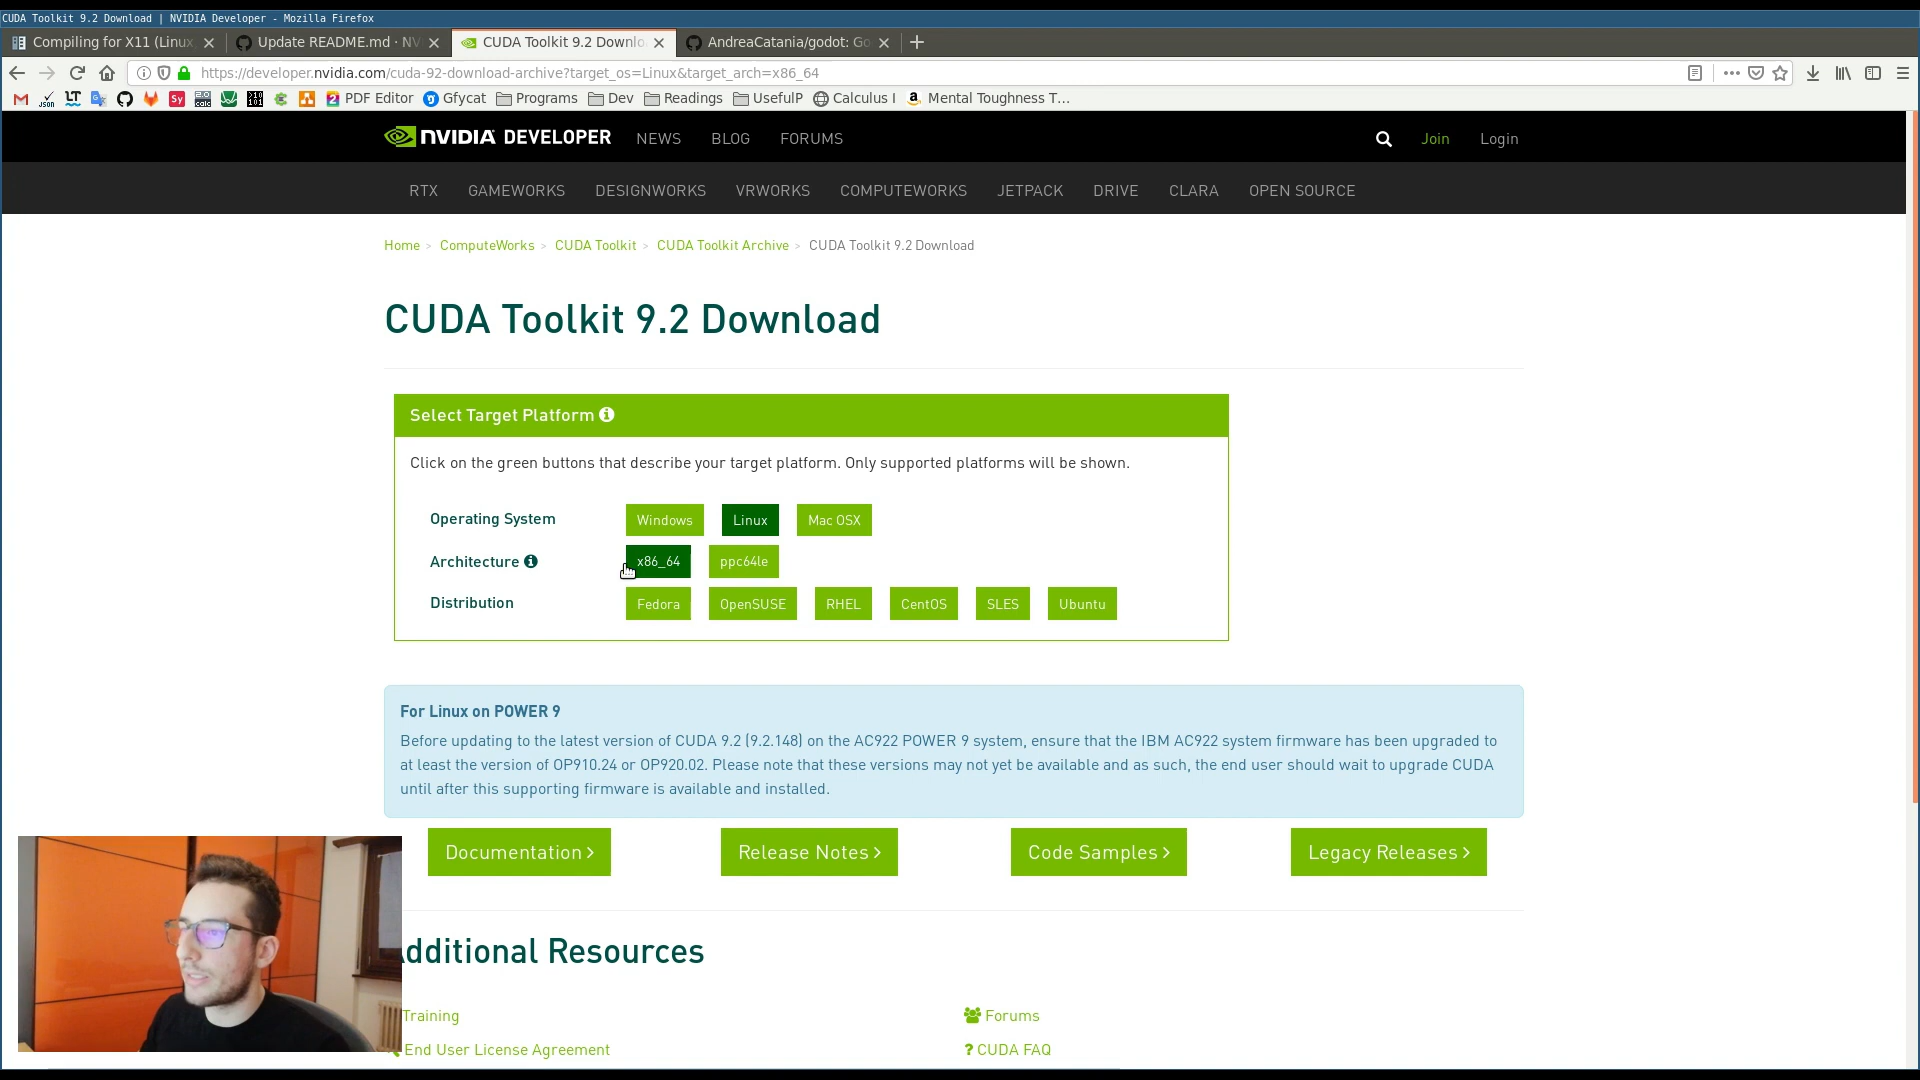 CUDA Toolkit 9.2 Download | NVIDIA Developer - Mozilla Firefox
Compiling for X11 (Linux,
Update README.md · NV
CUDA Toolkit 9.2 Downlo
AndreaCatania/godot: Go
https://developer.nvidia.com/cuda-92-download-archive?target_os=Linux&target_arch=x86_64
PDF Editor Gfycat Programs Dev Readings UsefulP Calculus I Mental Toughness T…
NVIDIA DEVELOPER NEWS BLOG FORUMS Join Login
RTX GAMEWORKS DESIGNWORKS VRWORKS COMPUTEWORKS JETPACK DRIVE CLARA OPEN SOURCE
Home > ComputeWorks > CUDA Toolkit > CUDA Toolkit Archive > CUDA Toolkit 9.2 Download
CUDA Toolkit 9.2 Download
Select Target Platform
Click on the green buttons that describe your target platform. Only supported platforms will be shown.
Operating System Windows Linux Mac OSX
Architecture x86_64 ppc64le
Distribution Fedora OpenSUSE RHEL CentOS SLES Ubuntu
For Linux on POWER 9
Before updating to the latest version of CUDA 9.2 (9.2.148) on the AC922 POWER 9 system, ensure that the IBM AC922 system firmware has been upgraded to
at least the version of OP910.24 or OP920.02. Please note that these versions may not yet be available and as such, the end user should wait to upgrade CUDA
until after this supporting firmware is available and installed.
Documentation > Release Notes > Code Samples > Legacy Releases >
dditional Resources
Training
Forums
End User License Agreement
? CUDA FAQ